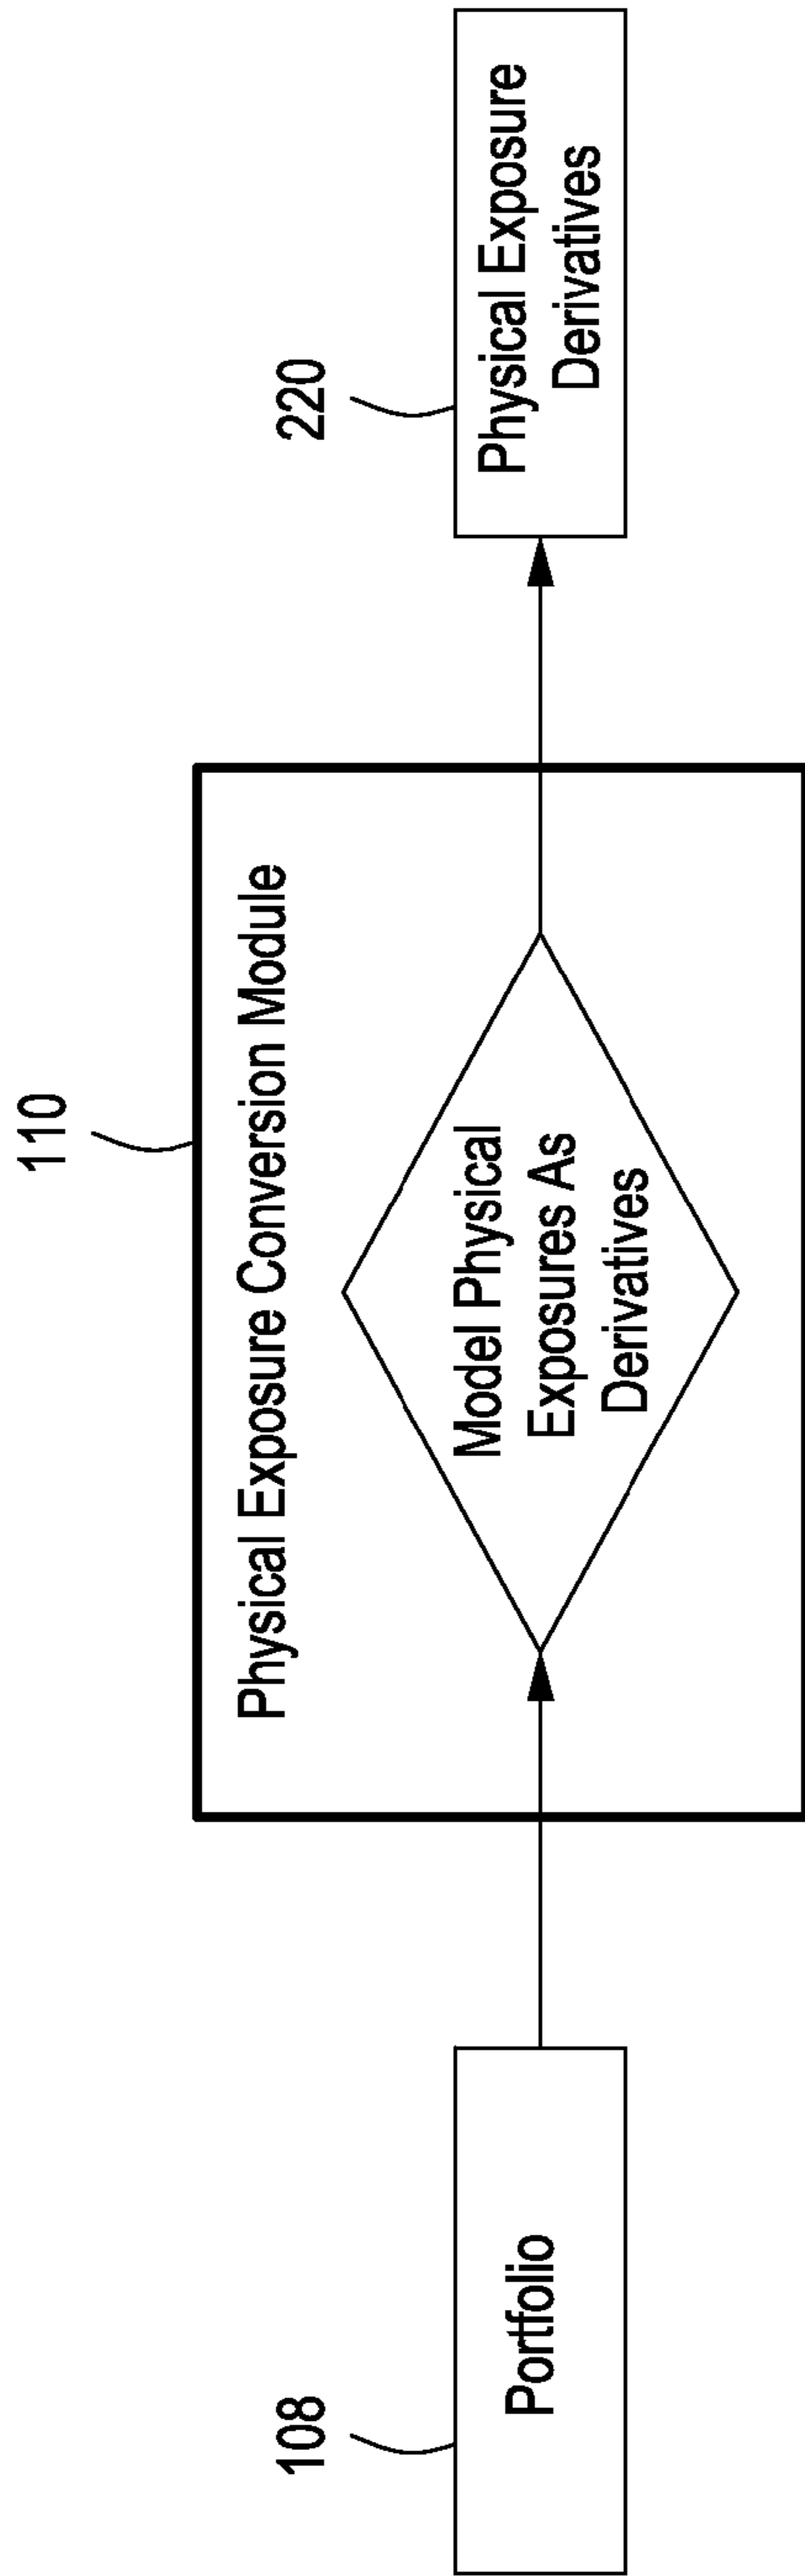 108
Portfolio
110
Physical Exposure Conversion Module
Model Physical
Exposures As
Derivatives
220
Physical Exposure
Derivatives